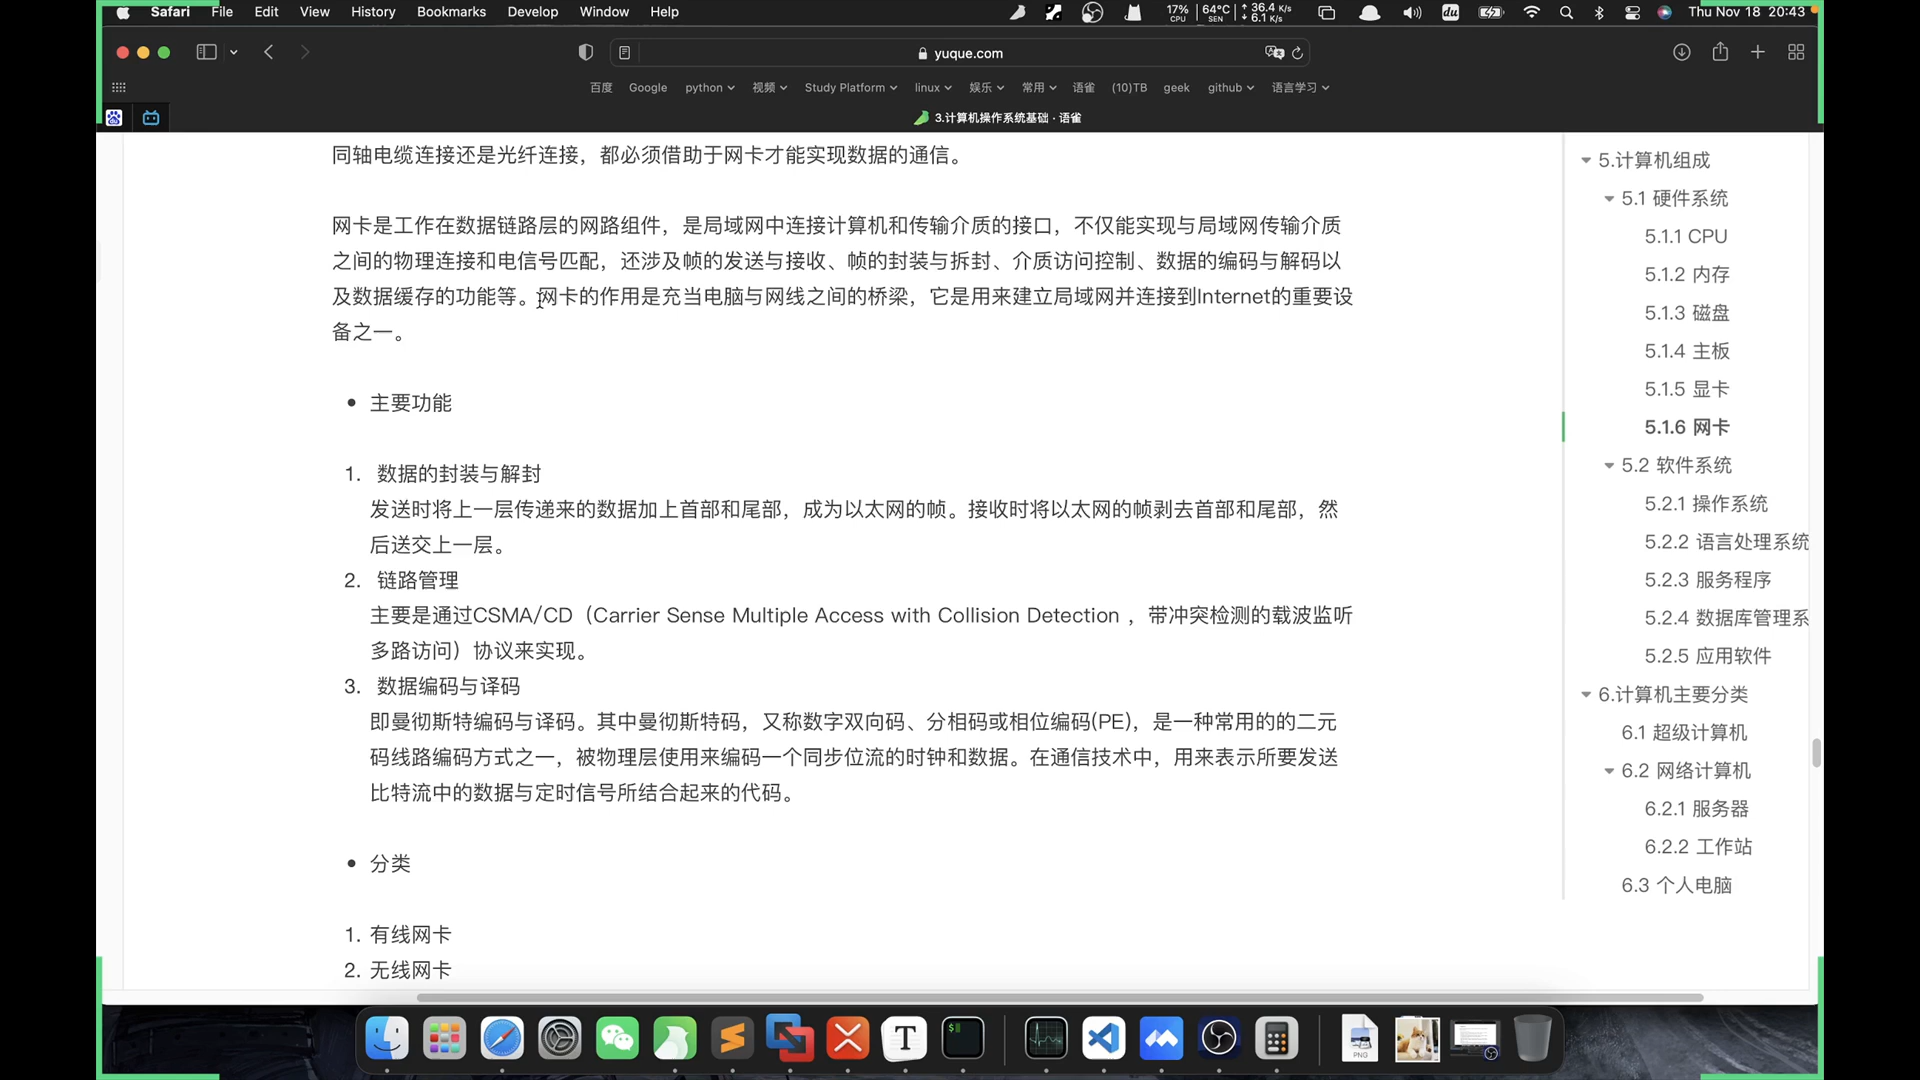 Safari File Edit View History Bookmarks Develop Window Help 17% CPU 64°C SEN 36.4 K/s 6.1 K/s du Thu Nov 18 20:43
yuque.com
百度 Google python 视频 Study Platform linux 娱乐 常用 语雀 (10)TB geek github 语言学习
3.计算机操作系统基础 · 语雀
同轴电缆连接还是光纤连接，都必须借助于网卡才能实现数据的通信。
网卡是工作在数据链路层的网路组件，是局域网中连接计算机和传输介质的接口，不仅能实现与局域网传输介质
之间的物理连接和电信号匹配，还涉及帧的发送与接收、帧的封装与拆封、介质访问控制、数据的编码与解码以
及数据缓存的功能等。网卡的作用是充当电脑与网线之间的桥梁，它是用来建立局域网并连接到Internet的重要设
备之一。
• 主要功能
1. 数据的封装与解封
发送时将上一层传递来的数据加上首部和尾部，成为以太网的帧。接收时将以太网的帧剥去首部和尾部，然
后送交上一层。
2. 链路管理
主要是通过CSMA/CD（Carrier Sense Multiple Access with Collision Detection ，带冲突检测的载波监听
多路访问）协议来实现。
3. 数据编码与译码
即曼彻斯特编码与译码。其中曼彻斯特码，又称数字双向码、分相码或相位编码(PE)，是一种常用的的二元
码线路编码方式之一，被物理层使用来编码一个同步位流的时钟和数据。在通信技术中，用来表示所要发送
比特流中的数据与定时信号所结合起来的代码。
• 分类
1. 有线网卡
2. 无线网卡
5.计算机组成
5.1 硬件系统
5.1.1 CPU
5.1.2 内存
5.1.3 磁盘
5.1.4 主板
5.1.5 显卡
5.1.6 网卡
5.2 软件系统
5.2.1 操作系统
5.2.2 语言处理系统
5.2.3 服务程序
5.2.4 数据库管理系
5.2.5 应用软件
6.计算机主要分类
6.1 超级计算机
6.2 网络计算机
6.2.1 服务器
6.2.2 工作站
6.3 个人电脑
T
$
PNG